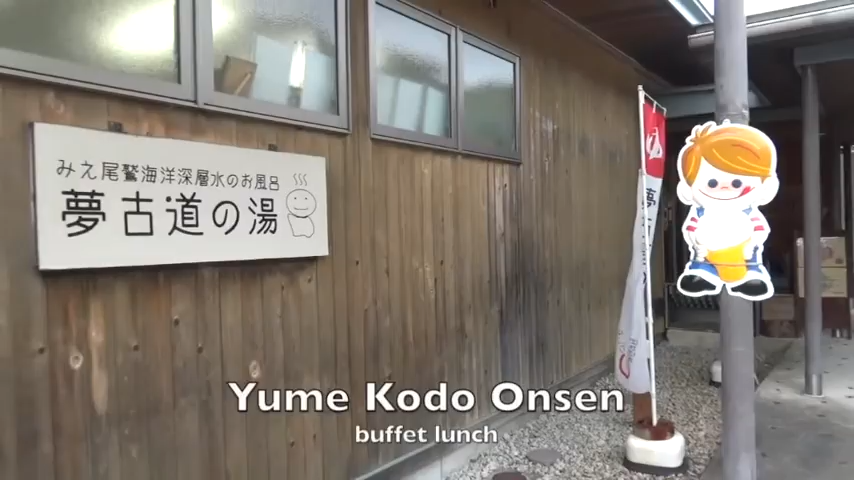 みえ尾鷲海洋深層水のお風呂
夢古道の湯
夢
Yume Kodo Onsen
buffet lunch